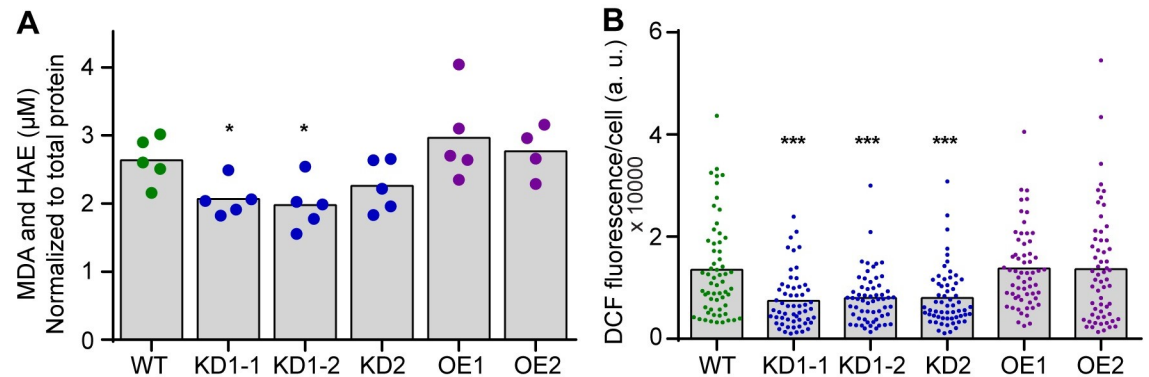 A
MDA and HAE (μM)
Normalized to total protein
4
3
2
1
0
* *
WT KD1-1 KD1-2 KD2 OE1 OE2
B
DCF fluorescence/cell (a. u.)
x 10000
6
4
2
0
*** *** ***
WT KD1-1 KD1-2 KD2 OE1 OE2